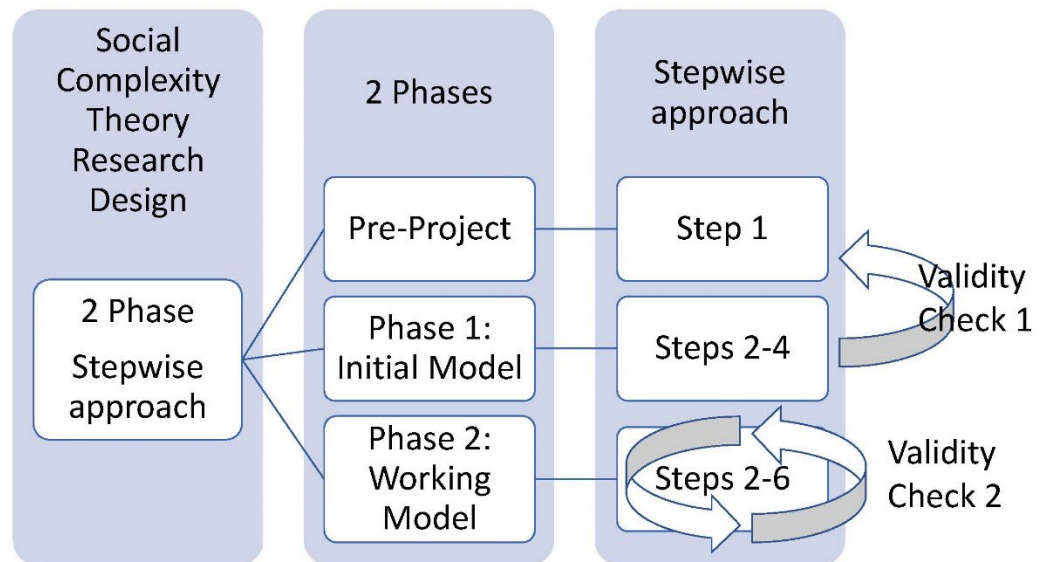 Social
Complexity
Theory
Research
Design
2 Phase
Stepwise
approach
2 Phases
Pre-Project
Phase 1:
Initial Model
Phase 2:
Working
Model
Stepwise
approach
Step 1
Steps 2-4
Steps 2-6
Validity
Check 1
Validity
Check 2